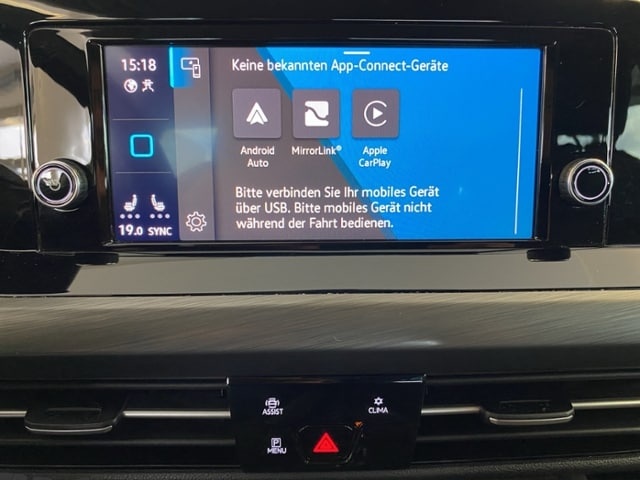 15:18
Keine bekannten App-Connect-Geräte
Android
Auto
MirrorLink®
Apple
CarPlay
Bitte verbinden Sie Ihr mobiles Gerät
über USB. Bitte mobiles Gerät nicht
während der Fahrt bedienen.
19.0 SYNC
ASSIST
CLIMA
P
MENU